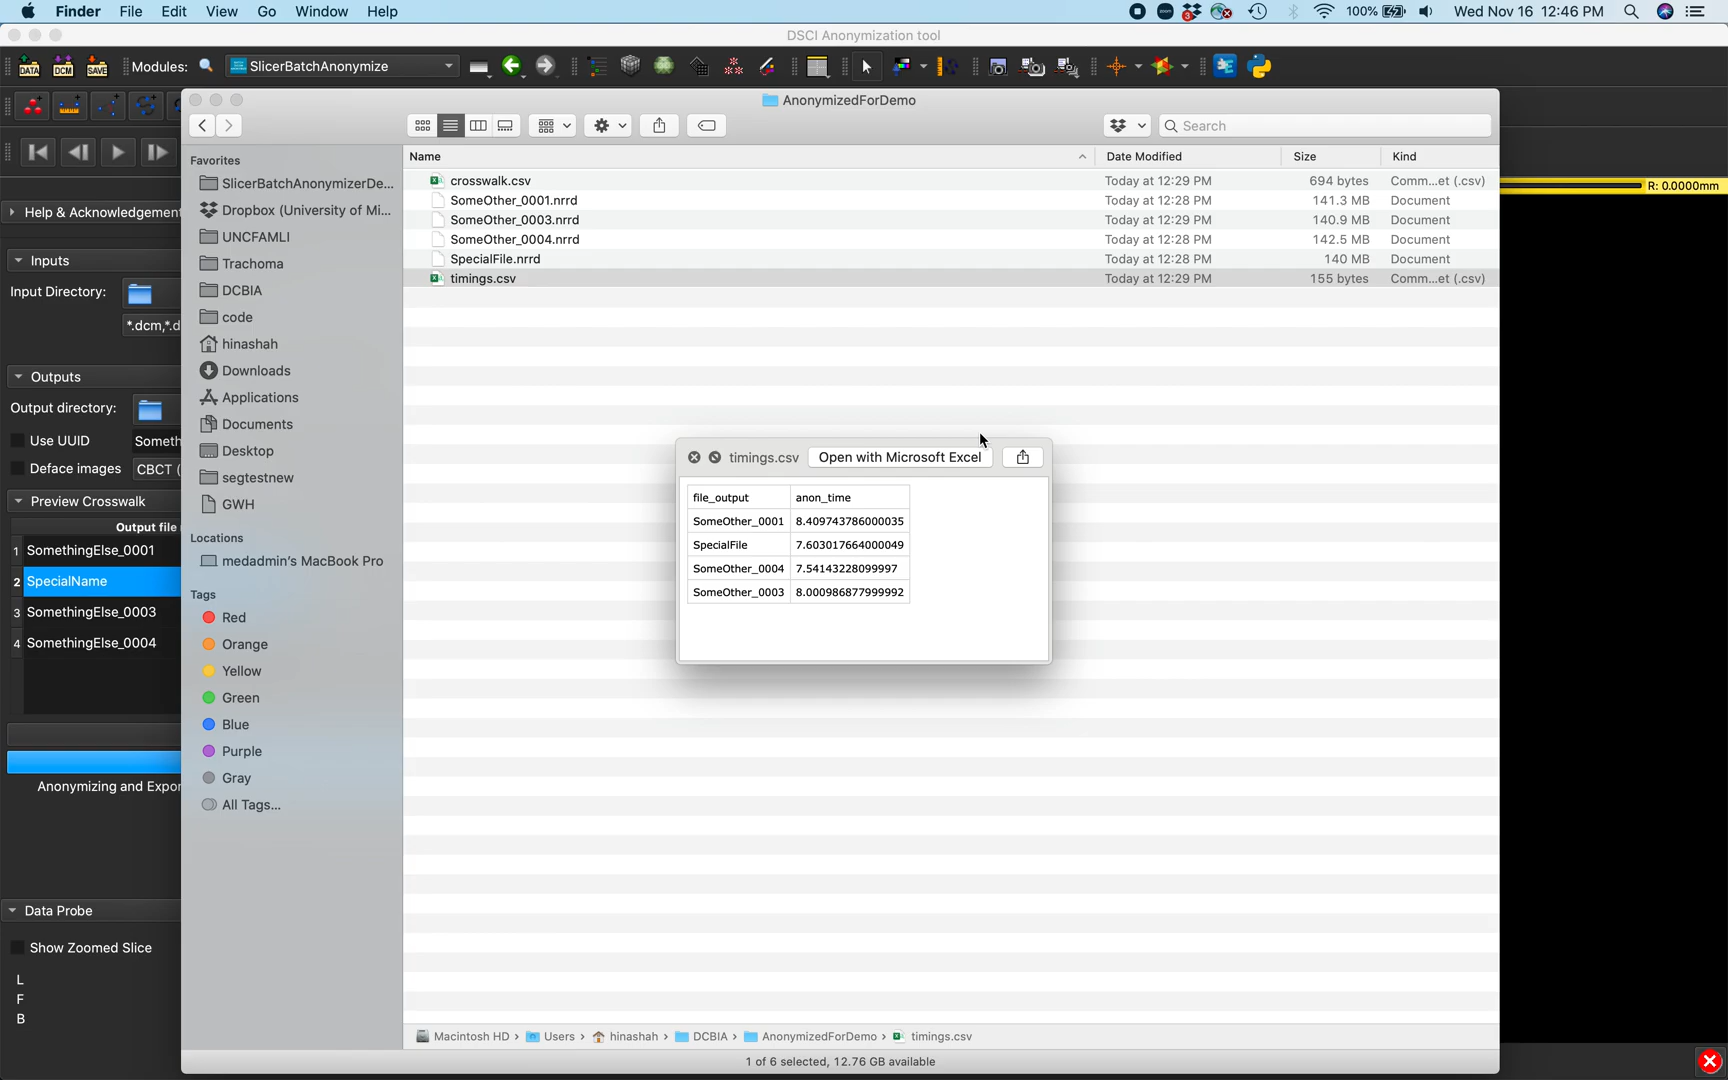 Finder File Edit View Go Window Help 100% Wed Nov 16 12:46 PM
DSCI Anonymization tool
DATA DCM SAVE Modules: SlicerBatchAnonymize
AnonymizedForDemo
Search
Favorites
SlicerBatchAnonymizerDe...
Dropbox (University of Mi...
UNCFAMLI
Trachoma
DCBIA
code
hinashah
Downloads
Applications
Documents
Desktop
segtestnew
GWH
Locations
medadmin's MacBook Pro
Tags
Red
Orange
Yellow
Green
Blue
Purple
Gray
All Tags...
Name Date Modified Size Kind
crosswalk.csv Today at 12:29 PM 694 bytes Comm...et (.csv)
SomeOther_0001.nrrd Today at 12:28 PM 141.3 MB Document
SomeOther_0003.nrrd Today at 12:29 PM 140.9 MB Document
SomeOther_0004.nrrd Today at 12:28 PM 142.5 MB Document
SpecialFile.nrrd Today at 12:28 PM 140 MB Document
timings.csv Today at 12:29 PM 155 bytes Comm...et (.csv)
timings.csv Open with Microsoft Excel
file_output anon_time
SomeOther_0001 8.409743786000035
SpecialFile 7.603017664000049
SomeOther_0004 7.54143228099997
SomeOther_0003 8.000986877999992
Macintosh HD › Users › hinashah › DCBIA › AnonymizedForDemo › timings.csv
1 of 6 selected, 12.76 GB available
R: 0.0000mm
Help & Acknowledgement
Inputs
Input Directory:
*.dcm,*.d
Outputs
Output directory:
Use UUID Someth
Deface images CBCT (
Preview Crosswalk
Output file
1 SomethingElse_0001
2 SpecialName
3 SomethingElse_0003
4 SomethingElse_0004
Anonymizing and Expor
Data Probe
Show Zoomed Slice
L
F
B